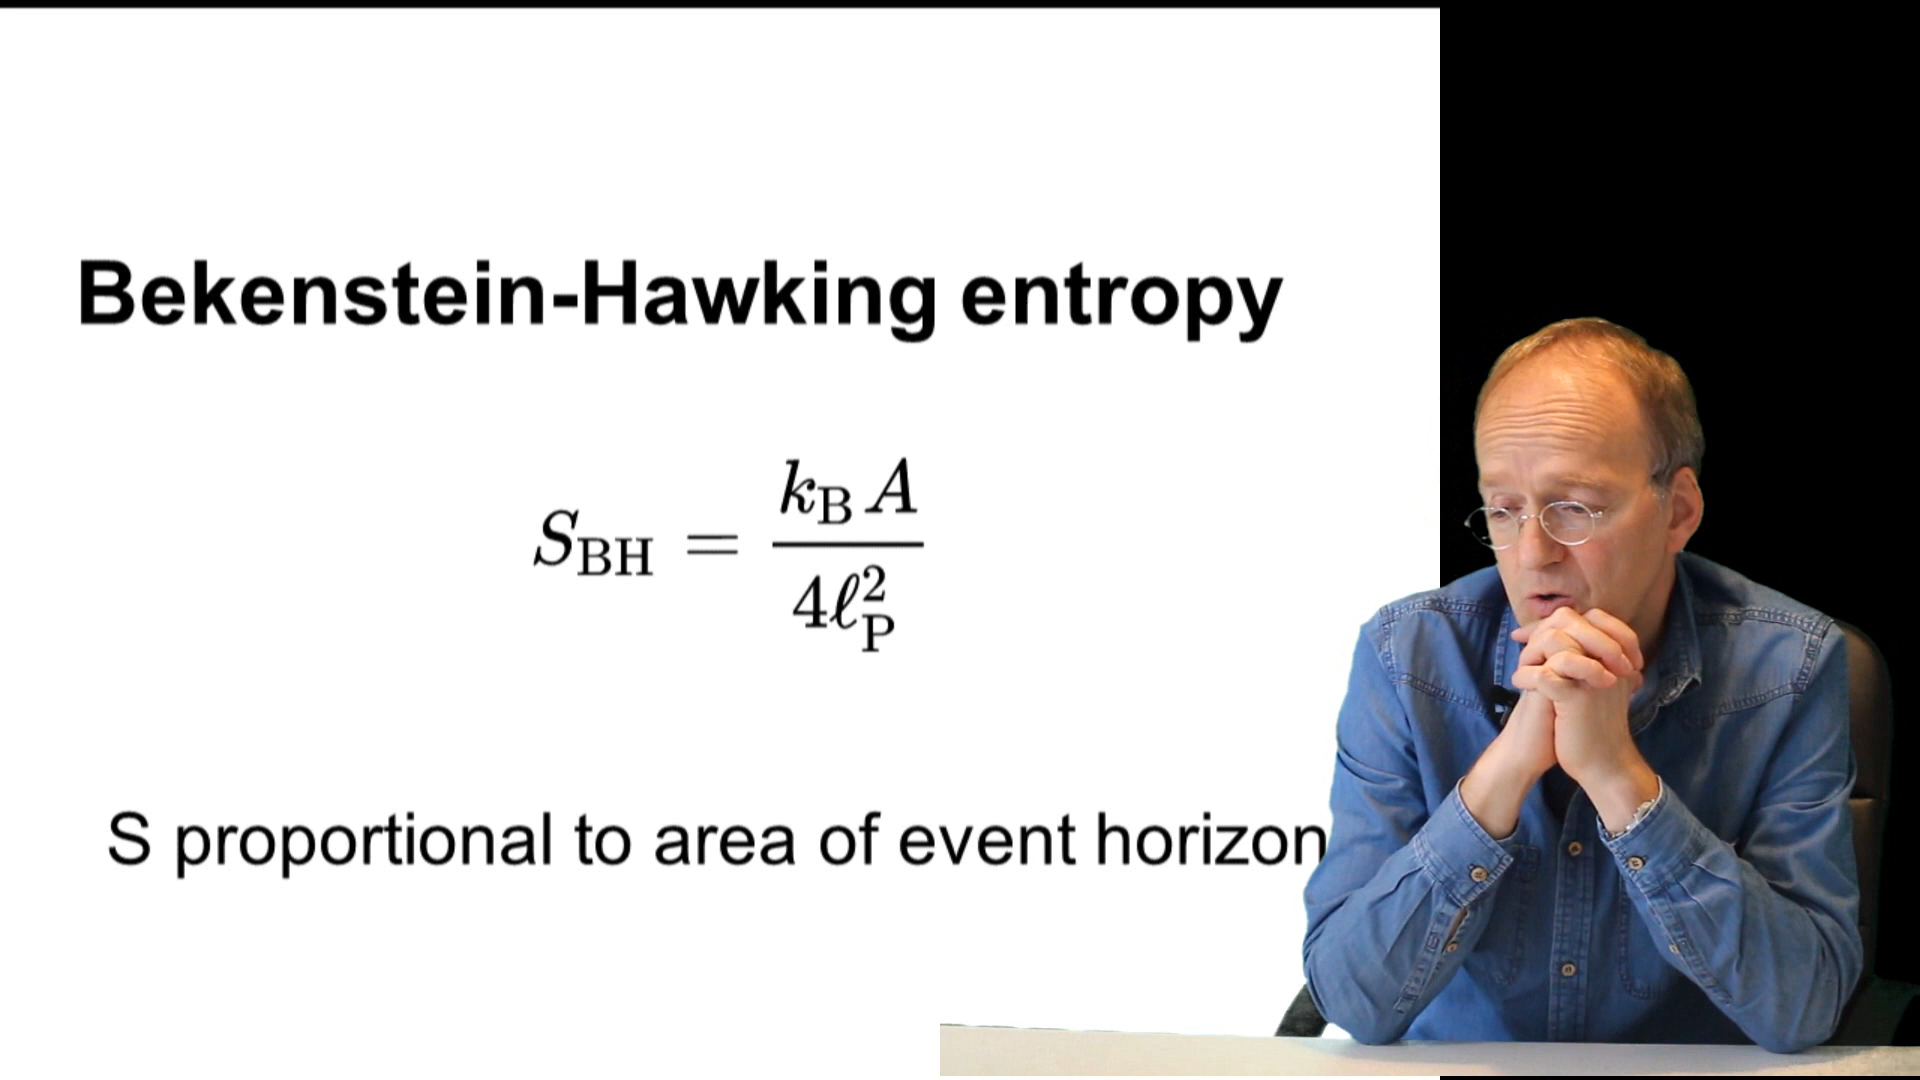 Bekenstein-Hawking entropy
S_BH = k_B A / 4ℓ_P^2
S proportional to area of event horizon